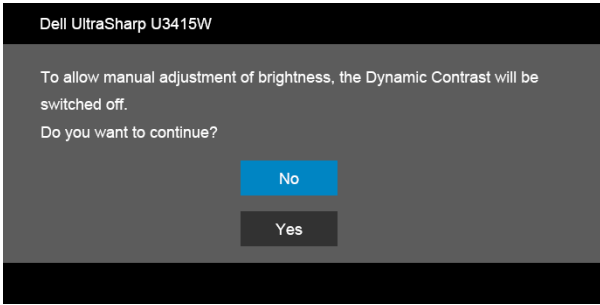 Dell UltraSharp U3415W
To allow manual adjustment of brightness, the Dynamic Contrast will be
switched off.
Do you want to continue?
No
Yes